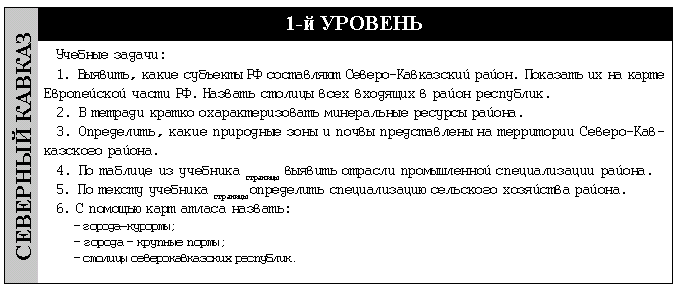 СЕВЕРНЫЙ КАВКАЗ
1-й УРОВЕНЬ
Учебные задачи:
1. Выявить, какие субъекты РФ составляют Северо-Кавказский район. Показать их на карте
Европейской части РФ. Назвать столицы всех входящих в район республик.
2. В тетради кратко охарактеризовать минеральные ресурсы района.
3. Определить, какие природные зоны и почвы представлены на территории Северо-Кав-
казского района.
4. По таблице из учебника страницы выявить отрасли промышленной специализации района.
5. По тексту учебника страницы определить специализацию сельского хозяйства района.
6. С помощью карт атласа назвать:
- города-курорты;
- города - крупные порты;
- столицы северокавказских республик.